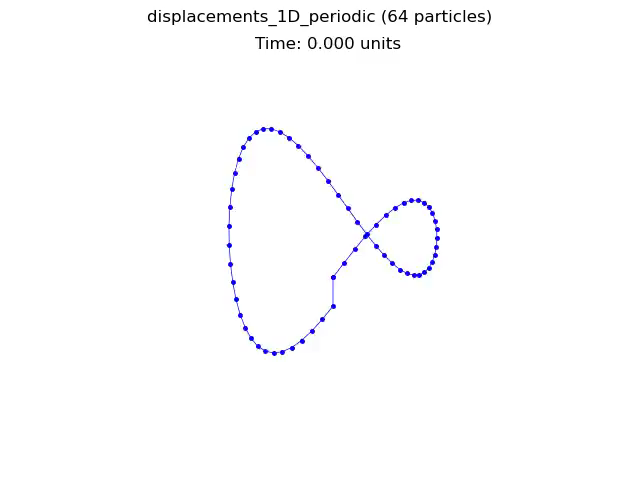 displacements_1D_periodic (64 particles)
Time: 0.000 units